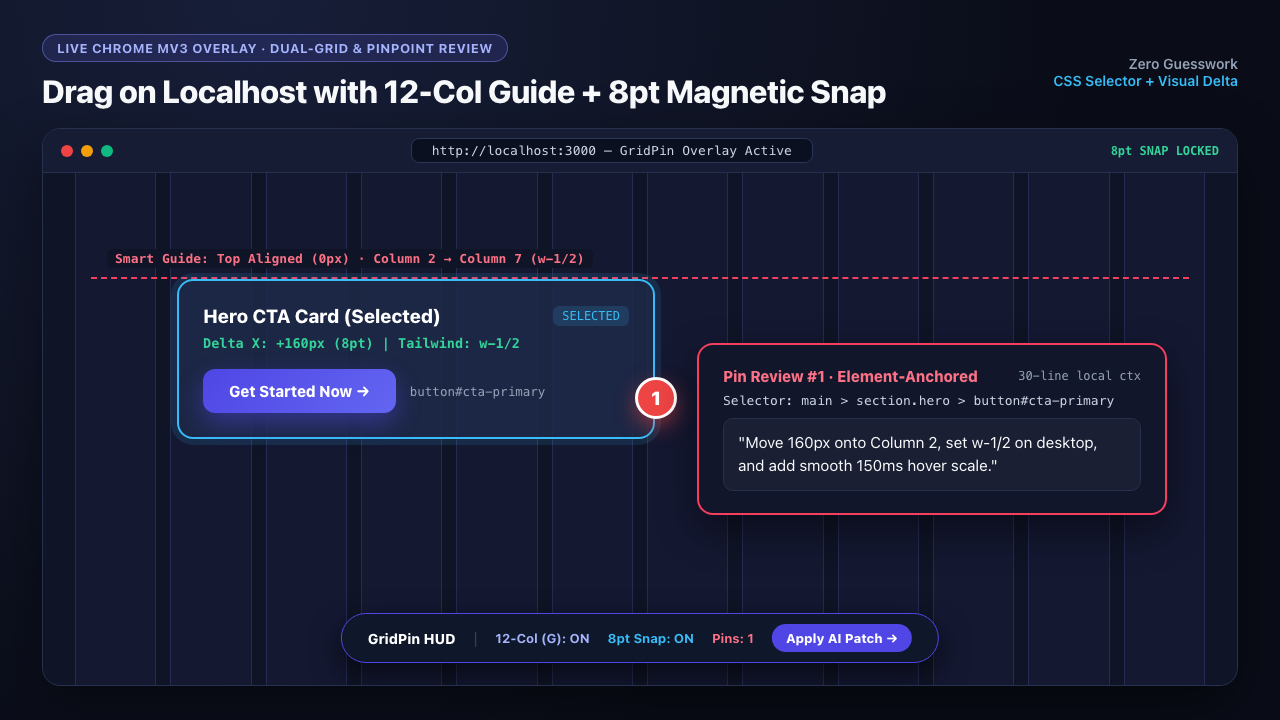 LIVE CHROME MV3 OVERLAY · DUAL-GRID & PINPOINT REVIEW
Drag on Localhost with 12-Col Guide + 8pt Magnetic Snap
Zero Guesswork
CSS Selector + Visual Delta
http://localhost:3000 — GridPin Overlay Active
8pt SNAP LOCKED
Smart Guide: Top Aligned (0px) · Column 2 → Column 7 (w-1/2)
Hero CTA Card (Selected)
SELECTED
Delta X: +160px (8pt) | Tailwind: w-1/2
Get Started Now →
button#cta-primary
1
Pin Review #1 · Element-Anchored
30-line local ctx
Selector: main > section.hero > button#cta-primary
"Move 160px onto Column 2, set w-1/2 on desktop,
and add smooth 150ms hover scale."
GridPin HUD | 12-Col (G): ON 8pt Snap: ON Pins: 1 Apply AI Patch →